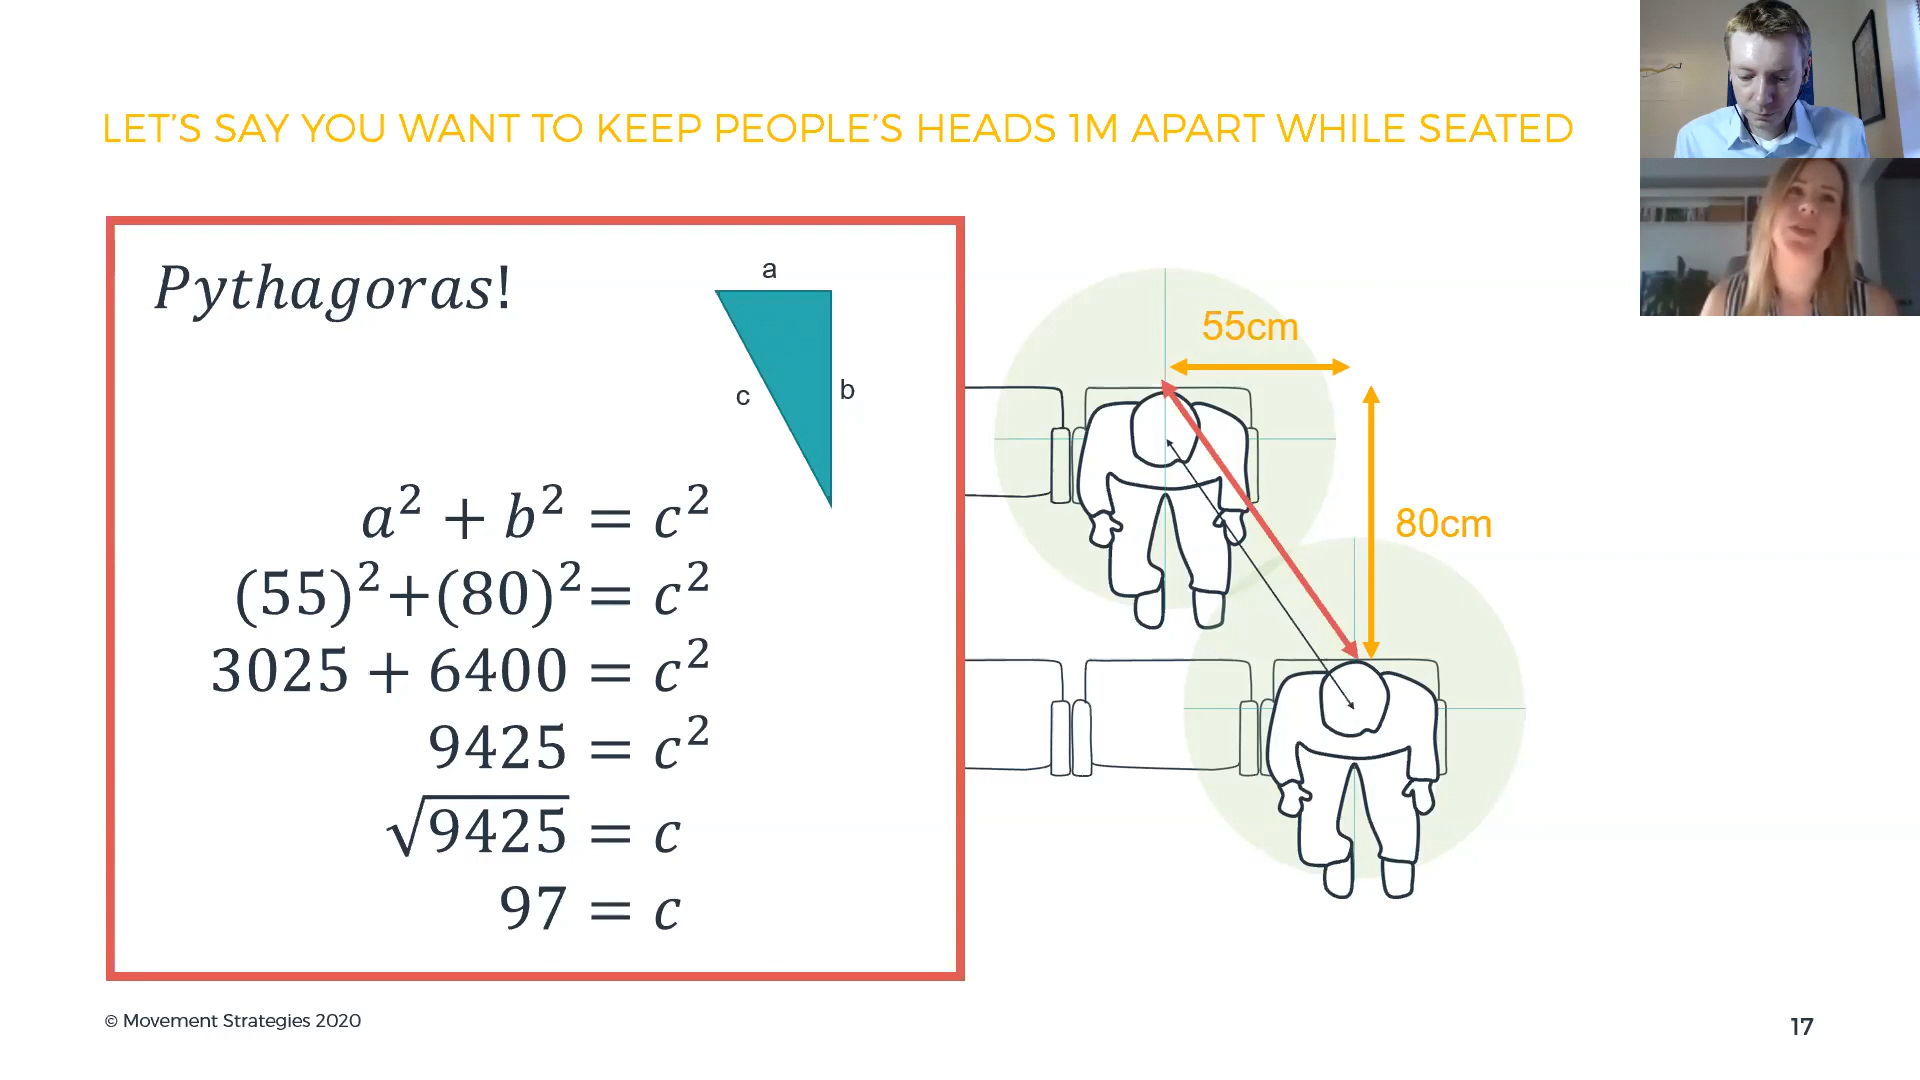 LET'S SAY YOU WANT TO KEEP PEOPLE'S HEADS 1M APART WHILE SEATED
Pythagoras!
a
c
b
a² + b² = c²
(55)²+(80)²= c²
3025 + 6400 = c²
9425 = c²
√9425 = c
97 = c
55cm
80cm
© Movement Strategies 2020
17